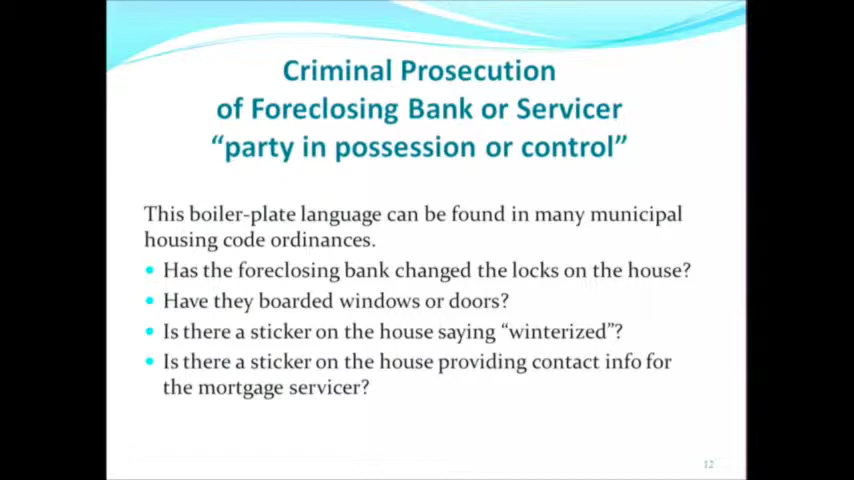 Criminal Prosecution
of Foreclosing Bank or Servicer
“party in possession or control”
This boiler-plate language can be found in many municipal
housing code ordinances.
• Has the foreclosing bank changed the locks on the house?
• Have they boarded windows or doors?
• Is there a sticker on the house saying “winterized”?
• Is there a sticker on the house providing contact info for
the mortgage servicer?
12